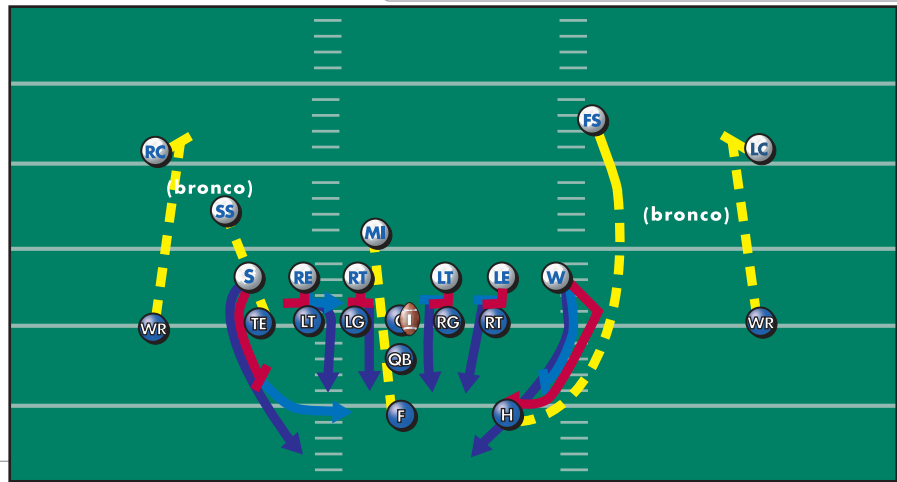 FS
RC
LC
(bronco)
SS
(bronco)
MI
S
RE
RT
LT
LE
W
WR
TE
LT
LG
RG
RT
WR
QB
F
H